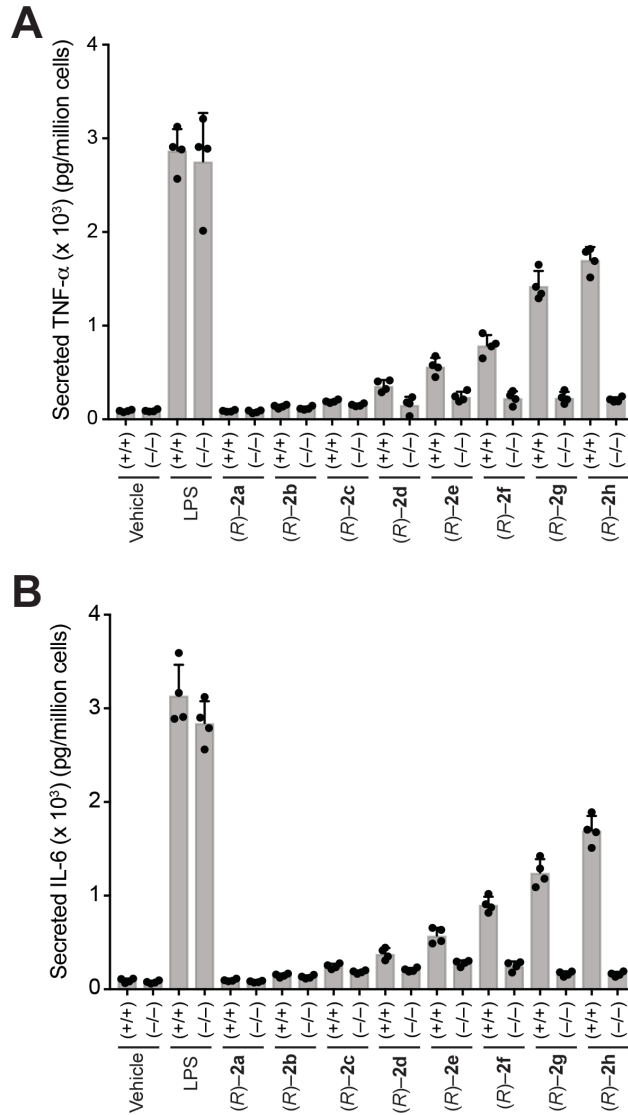 A
Secreted TNF-α (x 10³) (pg/million cells)
4
3
2
1
0
(+/+) (−/−) (+/+) (−/−) (+/+) (−/−) (+/+) (−/−) (+/+) (−/−) (+/+) (−/−) (+/+) (−/−) (+/+) (−/−) (+/+) (−/−) (+/+) (−/−)
Vehicle LPS (R)–2a (R)–2b (R)–2c (R)–2d (R)–2e (R)–2f (R)–2g (R)–2h
B
Secreted IL-6 (x 10³) (pg/million cells)
4
3
2
1
0
(+/+) (−/−) (+/+) (−/−) (+/+) (−/−) (+/+) (−/−) (+/+) (−/−) (+/+) (−/−) (+/+) (−/−) (+/+) (−/−) (+/+) (−/−) (+/+) (−/−)
Vehicle LPS (R)–2a (R)–2b (R)–2c (R)–2d (R)–2e (R)–2f (R)–2g (R)–2h